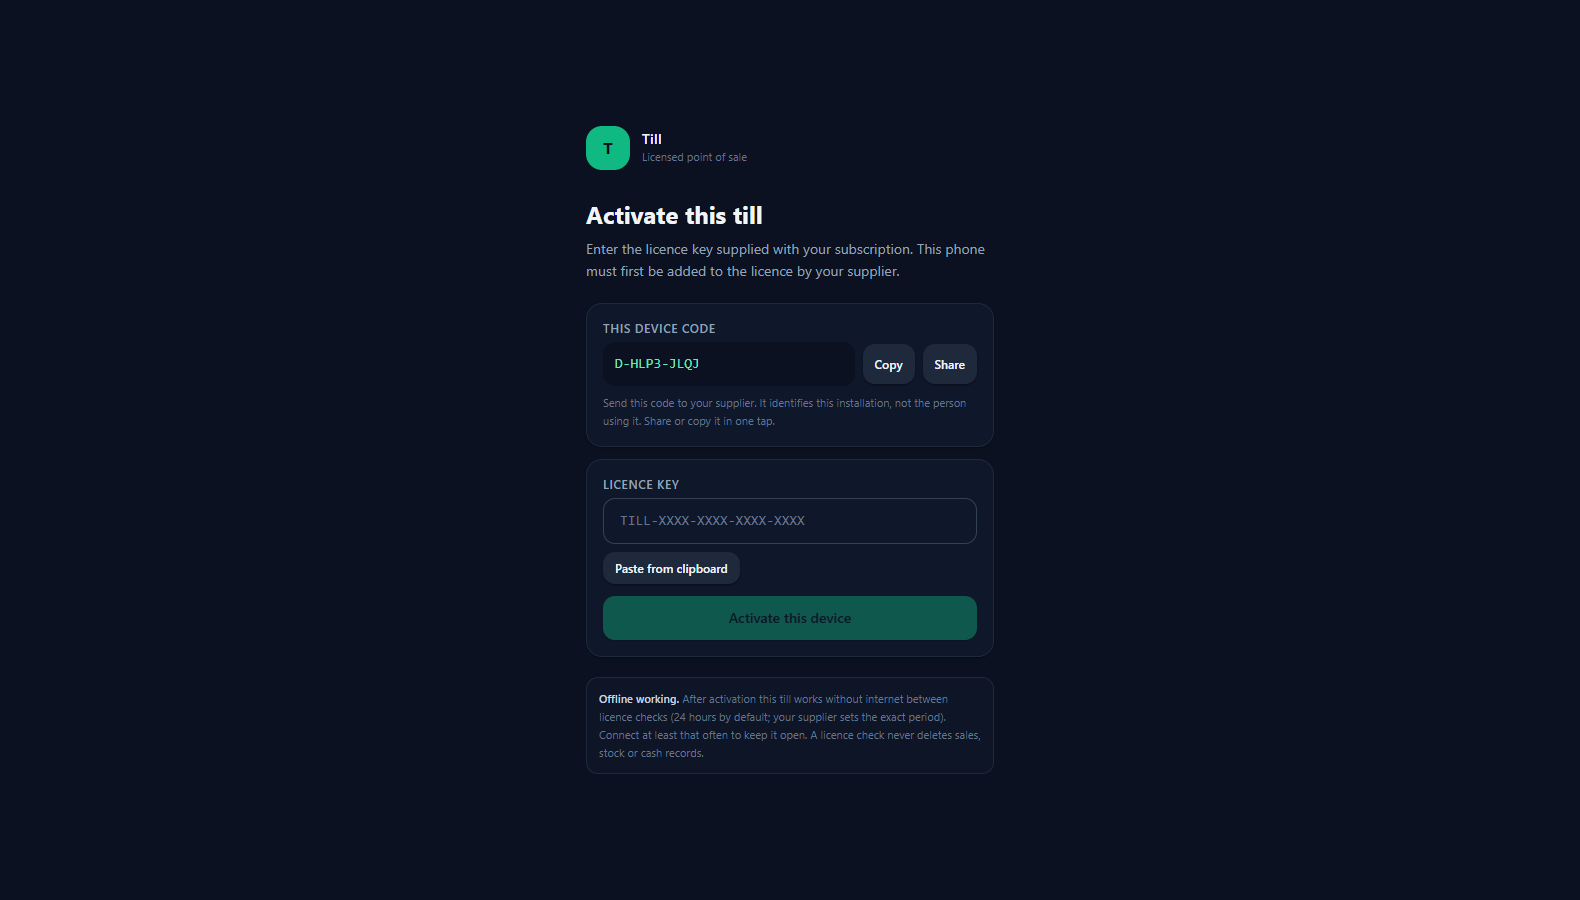 T
Till
Licensed point of sale
Activate this till
Enter the licence key supplied with your subscription. This phone
must first be added to the licence by your supplier.
THIS DEVICE CODE
D-HLP3-JLQJ
Copy
Share
Send this code to your supplier. It identifies this installation, not the person
using it. Share or copy it in one tap.
LICENCE KEY
TILL-XXXX-XXXX-XXXX-XXXX
Paste from clipboard
Activate this device
Offline working. After activation this till works without internet between
licence checks (24 hours by default; your supplier sets the exact period).
Connect at least that often to keep it open. A licence check never deletes sales,
stock or cash records.